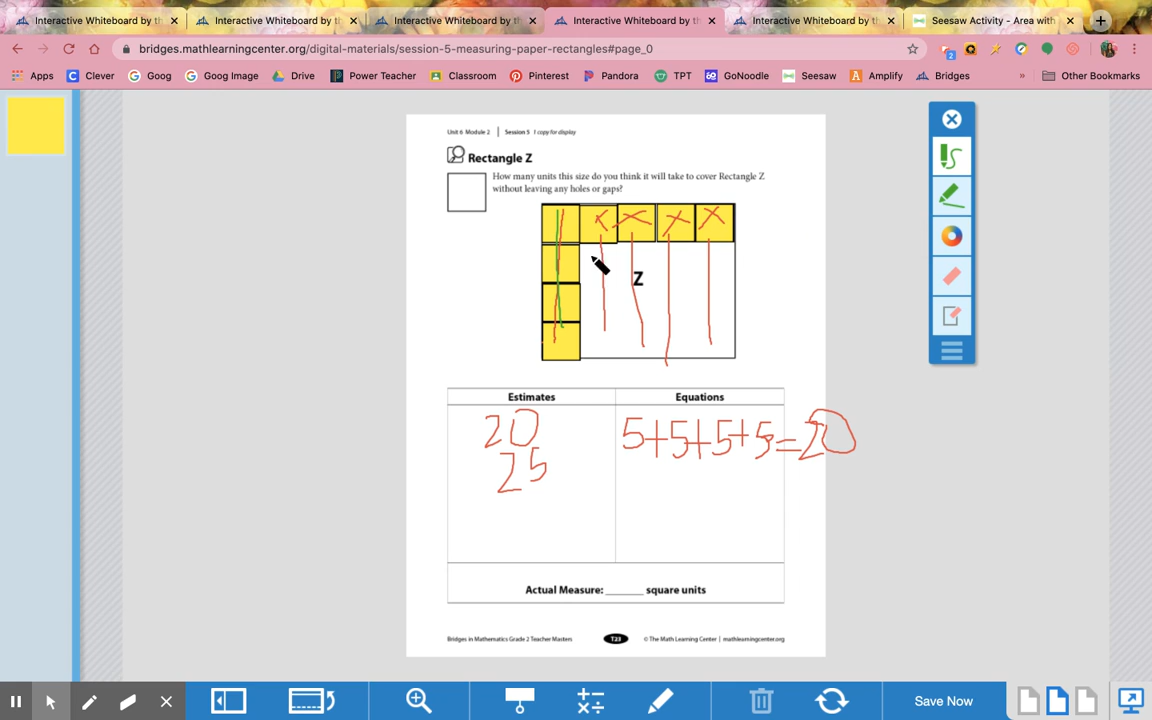 Interactive Whiteboard by th
Interactive Whiteboard by th
Interactive Whiteboard by th
Interactive Whiteboard by th
Interactive Whiteboard by th
Seesaw Activity - Area with
bridges.mathlearningcenter.org/digital-materials/session-5-measuring-paper-rectangles#page_0
2
Apps Clever Goog Goog Image Drive Power Teacher Classroom Pinterest Pandora TPT GoNoodle Seesaw Amplify Bridges » Other Bookmarks
Unit 6 Module 2 | Session 5 1 copy for display
Rectangle Z
How many units this size do you think it will take to cover Rectangle Z
without leaving any holes or gaps?
Z
Estimates Equations
20 5+5+5+5=20
25
Actual Measure: ______ square units
Bridges in Mathematics Grade 2 Teacher Masters T23 © The Math Learning Center | mathlearningcenter.org
Save Now